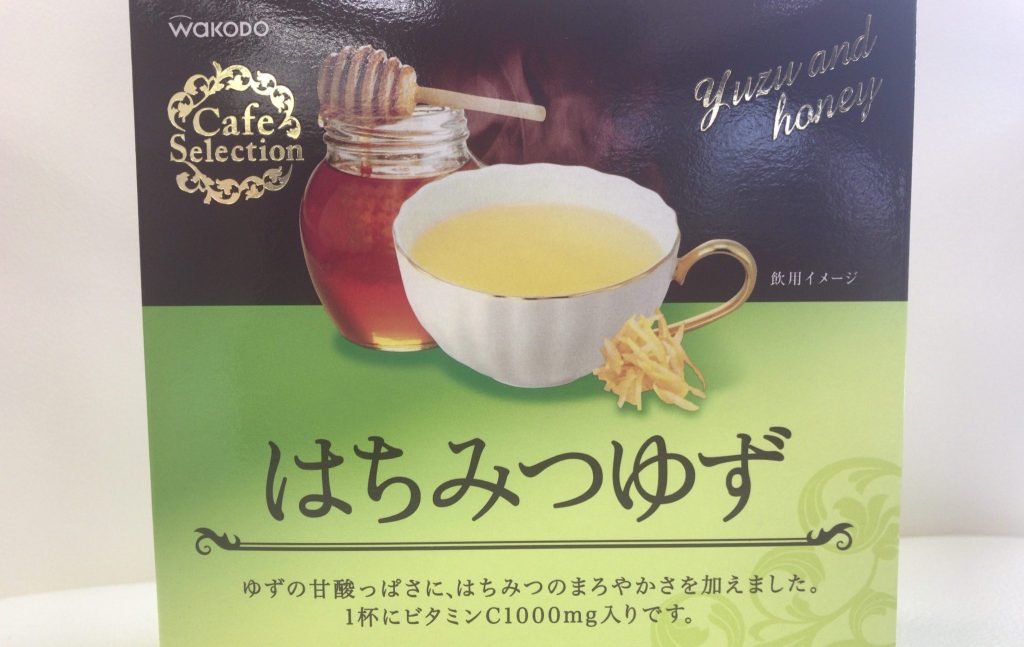 WAKODO
Cafe
Selection
Yuzu and
honey
飲用イメージ
はちみつゆず
ゆずの甘酸っぱさに、はちみつのまろやかさを加えました。
1杯にビタミンC1000mg入りです。